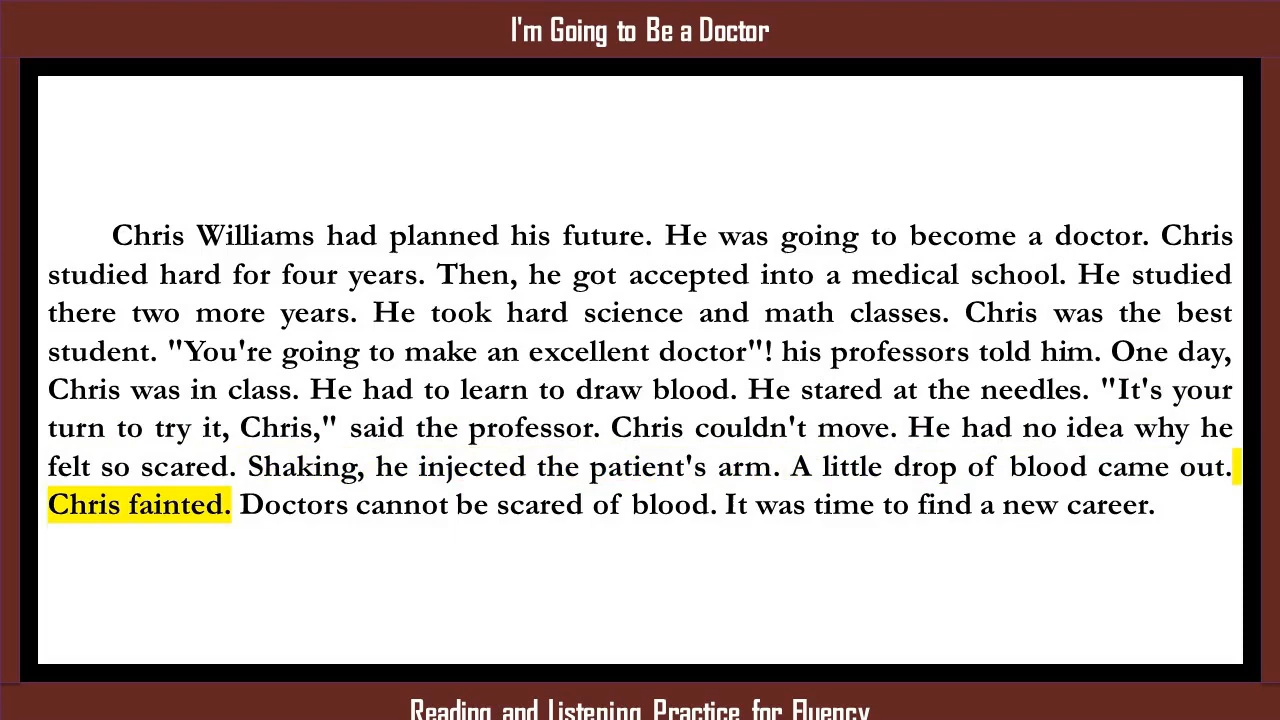 I'm Going to Be a Doctor
Chris Williams had planned his future. He was going to become a doctor. Chris
studied hard for four years. Then, he got accepted into a medical school. He studied
there two more years. He took hard science and math classes. Chris was the best
student. "You're going to make an excellent doctor"! his professors told him. One day,
Chris was in class. He had to learn to draw blood. He stared at the needles. "It's your
turn to try it, Chris," said the professor. Chris couldn't move. He had no idea why he
felt so scared. Shaking, he injected the patient's arm. A little drop of blood came out.
Chris fainted. Doctors cannot be scared of blood. It was time to find a new career.
Reading and Listening Practice for Fluency